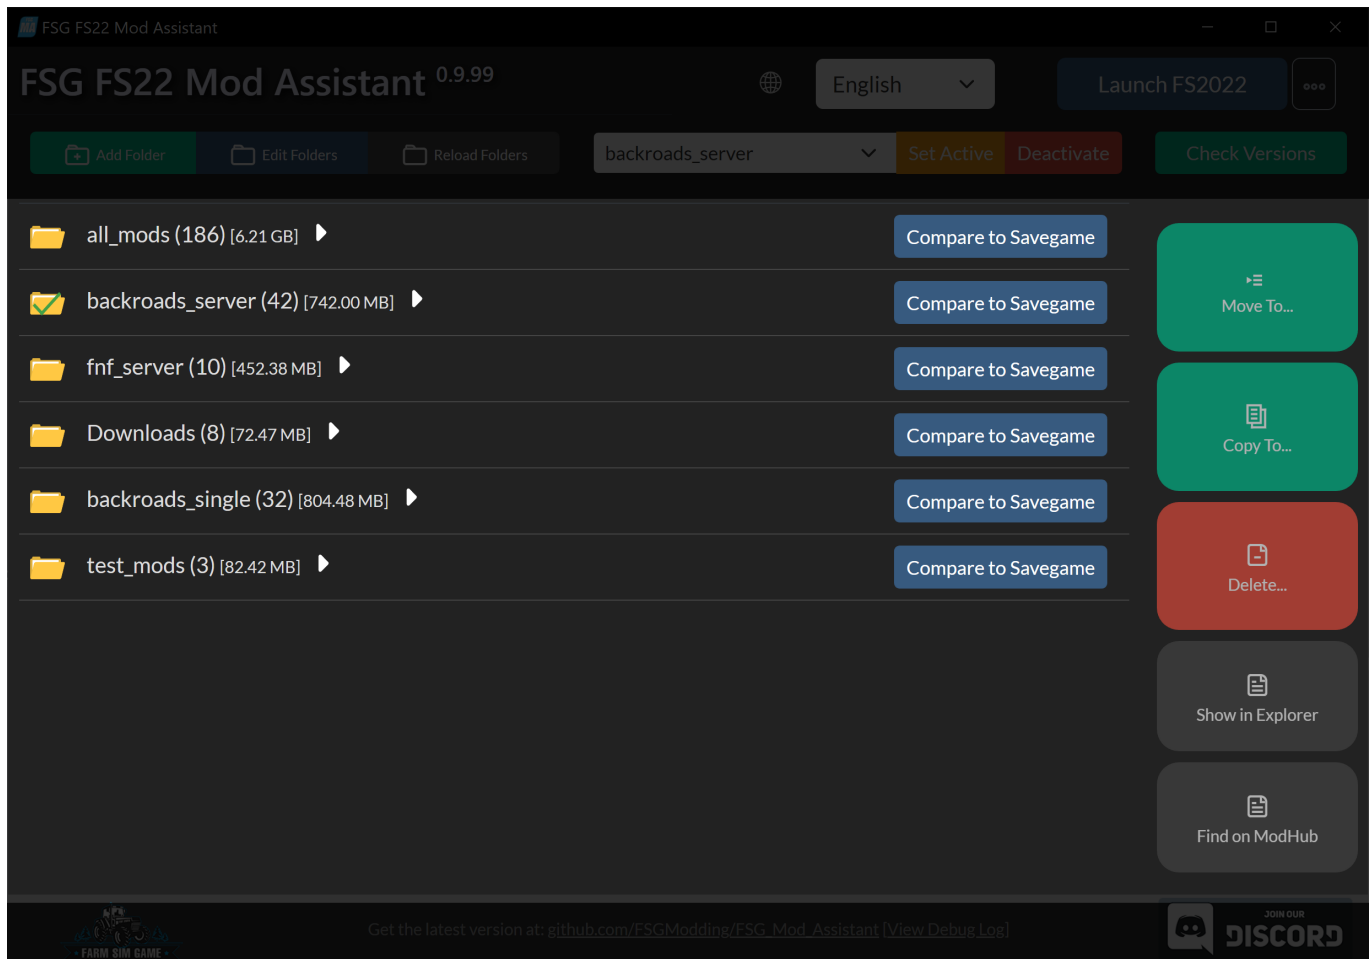 FSG FS22 Mod Assistant
FSG FS22 Mod Assistant 0.9.99
English
Launch FS2022
Add Folder
Edit Folders
Reload Folders
backroads_server
Set Active
Deactivate
Check Versions
all_mods (186) [6.21 GB]
Compare to Savegame
backroads_server (42) [742.00 MB]
Compare to Savegame
fnf_server (10) [452.38 MB]
Compare to Savegame
Downloads (8) [72.47 MB]
Compare to Savegame
backroads_single (32) [804.48 MB]
Compare to Savegame
test_mods (3) [82.42 MB]
Compare to Savegame
Move To...
Copy To...
Delete...
Show in Explorer
Find on ModHub
FARM SIM GAME
Get the latest version at: github.com/FSGModding/FSG_Mod_Assistant [View Debug Log]
JOIN OUR
DISCORD